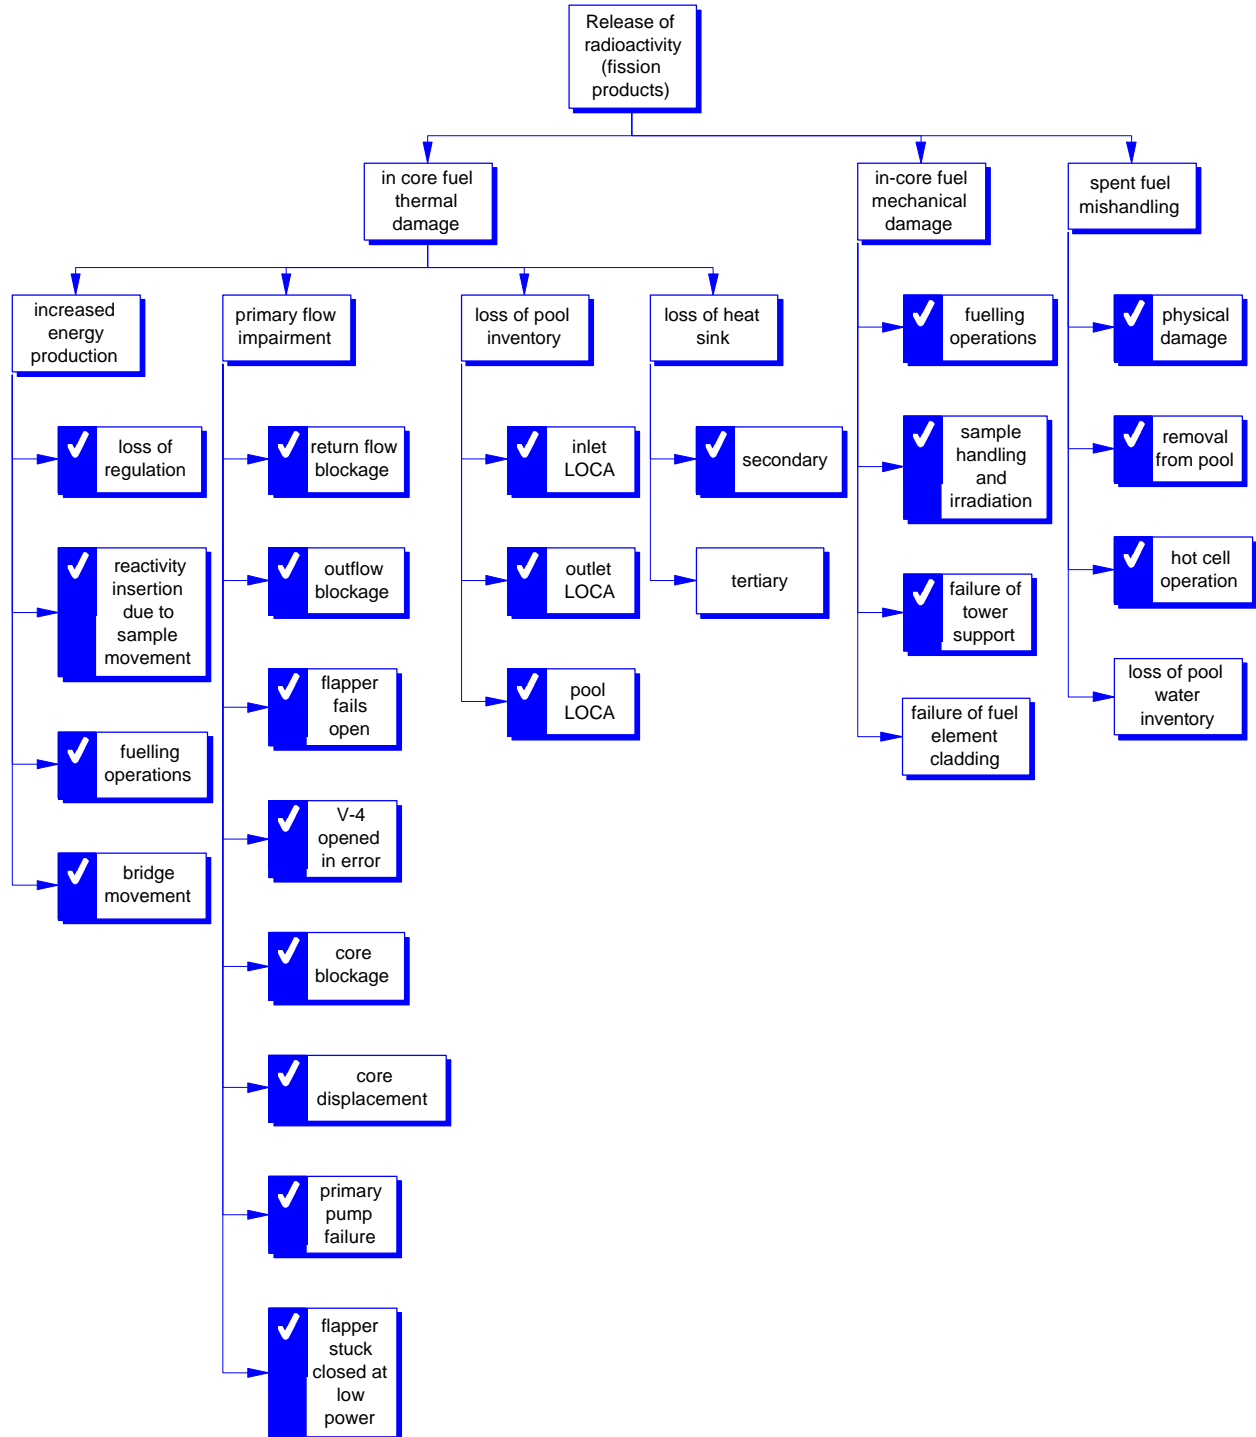 Release of
radioactivity
(fission
products)
in core fuel
thermal
damage
in-core fuel
mechanical
damage
spent fuel
mishandling
increased
energy
production
primary flow
impairment
loss of pool
inventory
loss of heat
sink
loss of
regulation
reactivity
insertion
due to
sample
movement
fuelling
operations
bridge
movement
return flow
blockage
outflow
blockage
flapper
fails
open
V-4
opened
in error
core
blockage
core
displacement
primary
pump
failure
flapper
stuck
closed at
low
power
inlet
LOCA
outlet
LOCA
pool
LOCA
secondary
tertiary
fuelling
operations
sample
handling
and
irradiation
failure of
tower
support
failure of fuel
element
cladding
physical
damage
removal
from pool
hot cell
operation
loss of pool
water
inventory